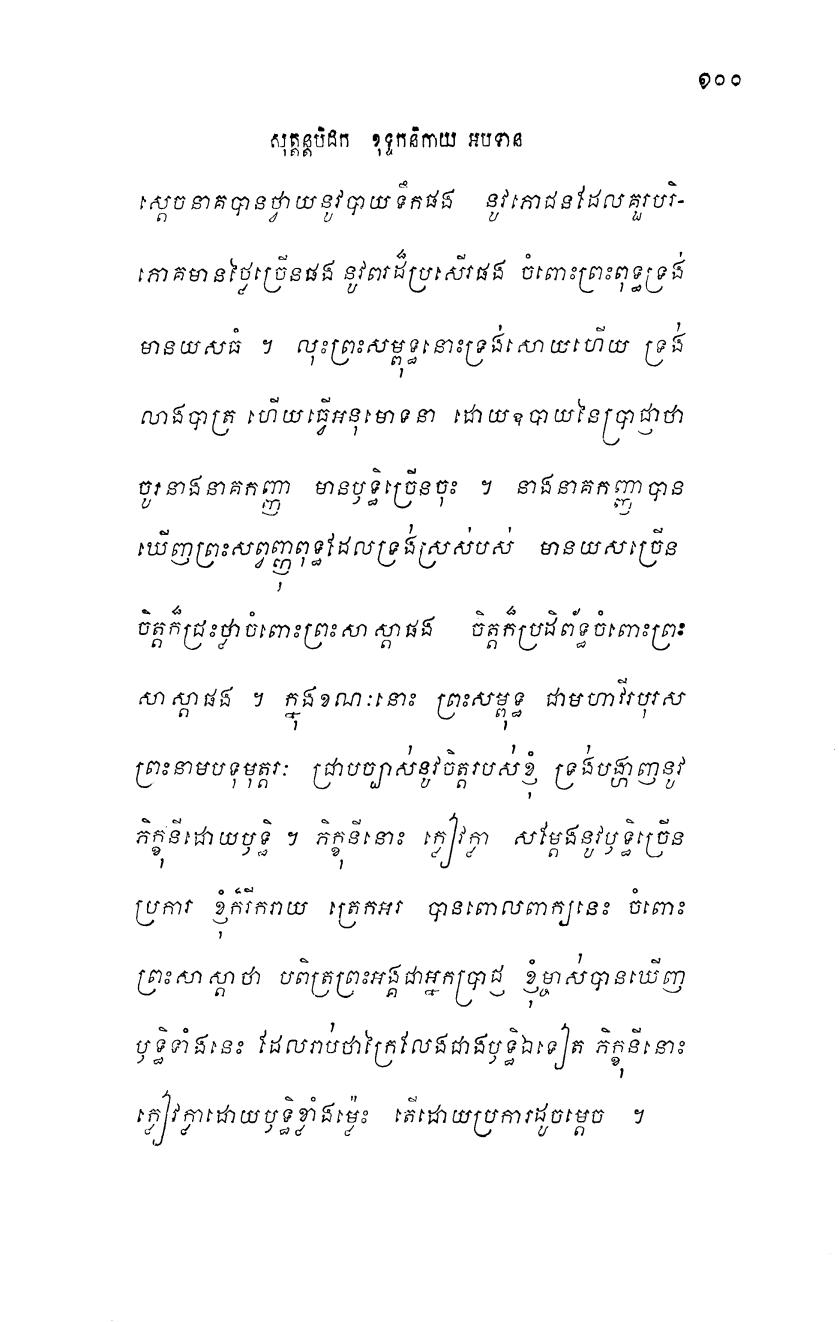 ១០០
សុត្តន្តបិដក ខុទ្ទកនិកាយ អបទាន
ស្តេចនាគបានថ្វាយនូវបាយទឹកផង នូវភោជនដែលគួរបរិ-
ភោគមានថ្លៃច្រើនផង នូវពរដ៏ប្រសើរផង ចំពោះព្រះពុទ្ធទ្រង់
មានយសធំ ។ លុះព្រះសម្ពុទ្ធនោះទ្រង់សោយហើយ ទ្រង់
លាងបាត្រ ហើយធ្វើអនុមោទនា ដោយឧបាយនៃប្រាជ្ញាថា
ចូរនាងនាគកញ្ញា មានឫទ្ធិច្រើនចុះ ។ នាងនាគកញ្ញាបាន
ឃើញព្រះសព្វញ្ញុពុទ្ធដែលទ្រង់ស្រស់បស់ មានយសច្រើន
ចិត្តក៏ជ្រះថ្លាចំពោះព្រះសាស្តាផង ចិត្តក៏ប្រដិព័ទ្ធចំពោះព្រះ
សាស្តាផង ។ ក្នុងខណៈនោះ ព្រះសម្ពុទ្ធ ជាមហាវីរបុរស
ព្រះនាមបទុមុត្តរៈ ជ្រាបច្បាស់នូវចិត្តរបស់ខ្ញុំ ទ្រង់បង្ហាញនូវ
ភិក្ខុនីដោយឫទ្ធិ ។ ភិក្ខុនីនោះ ក្លៀវក្លា សម្តែងនូវឫទ្ធិច្រើន
ប្រការ ខ្ញុំក៏រីករាយ ត្រេកអរ បានពោលពាក្យនេះ ចំពោះ
ព្រះសាស្តាថា បពិត្រព្រះអង្គជាអ្នកប្រាជ្ញ ខ្ញុំម្ចាស់បានឃើញ
ឫទ្ធិទាំងនេះ ដែលរាប់ថាក្រៃលែងជាងឫទ្ធិឯទៀត ភិក្ខុនីនោះ
ក្លៀវក្លាដោយឫទ្ធិខ្លាំងម្ល៉េះ តើដោយប្រការដូចម្តេច ។